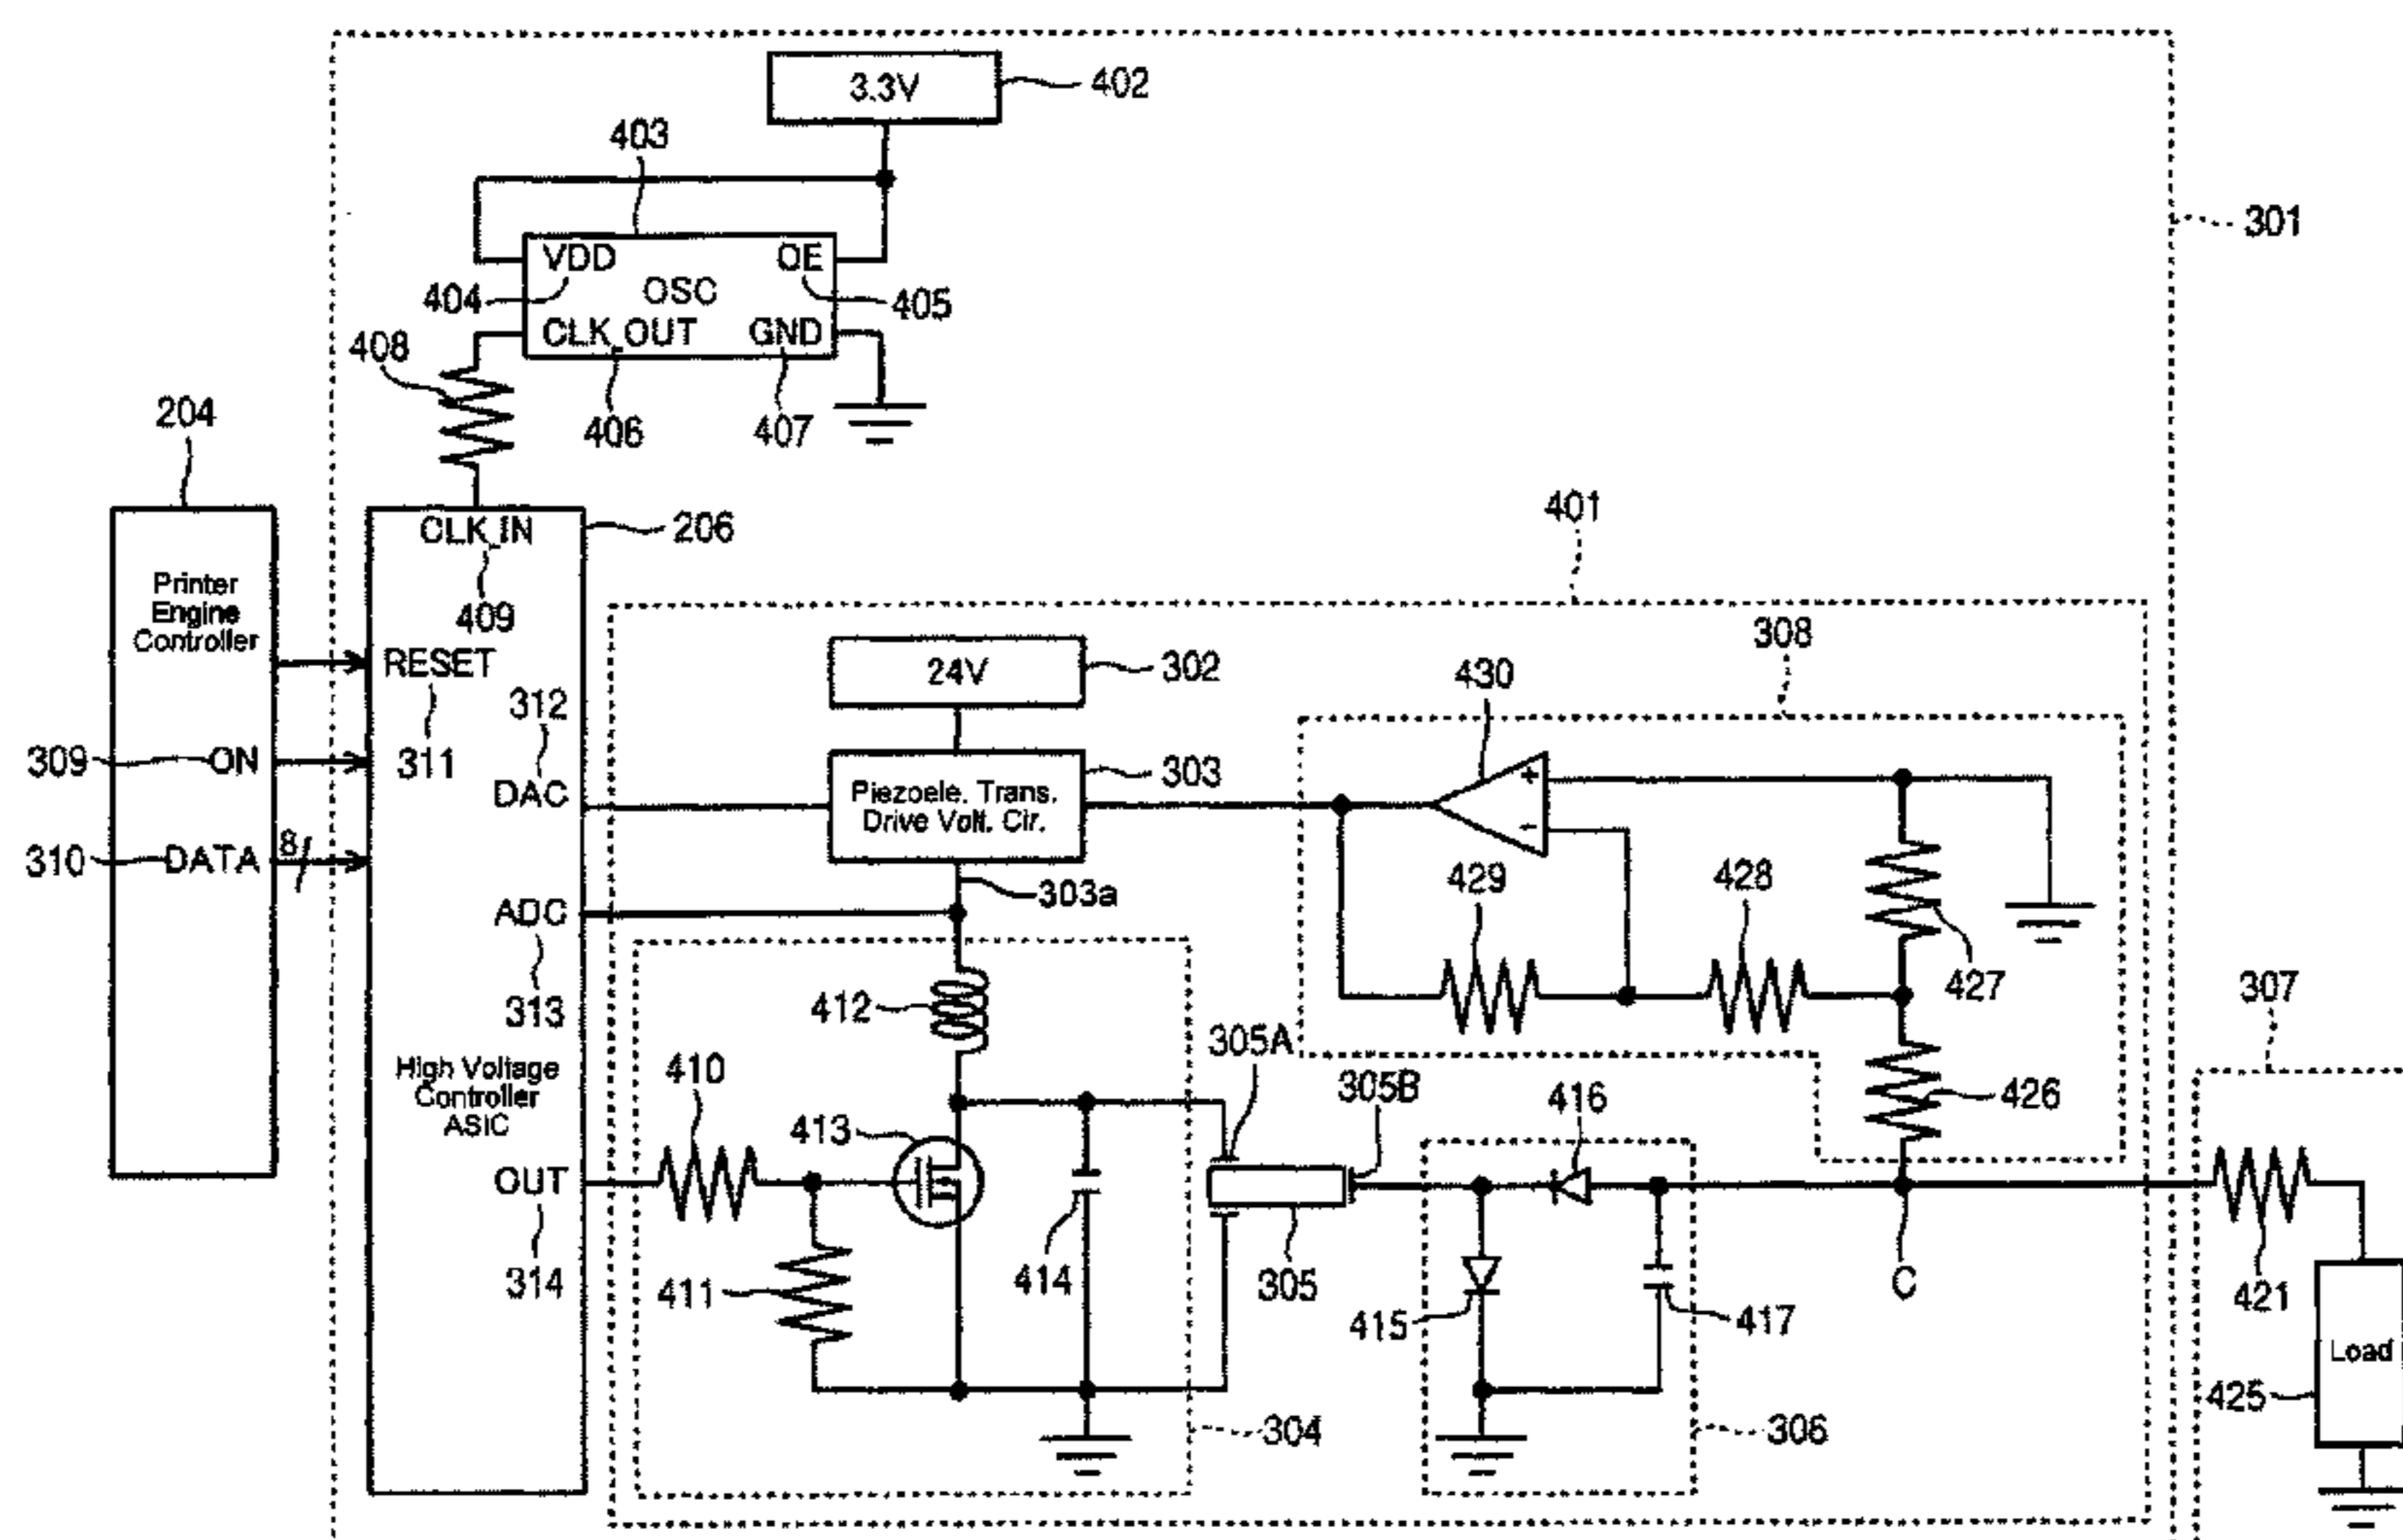 3.3V
402
403
301
VDD
OE
404
OSC
405
CLK_OUT
GND
408
406
407
204
401
CLK_IN
206
Printer
Engine
Controller
409
308
RESET
24V
302
430
312
311
309
ON
DAC
Piezoele. Trans.
Drive Volt. Cir.
303
310
DATA
8
303a
429
428
ADC
427
313
412
307
305A
High Voltage
Controller
ASIC
410
305B
416
426
413
OUT
314
411
414
305
415
417
C
421
Load
425
304
306